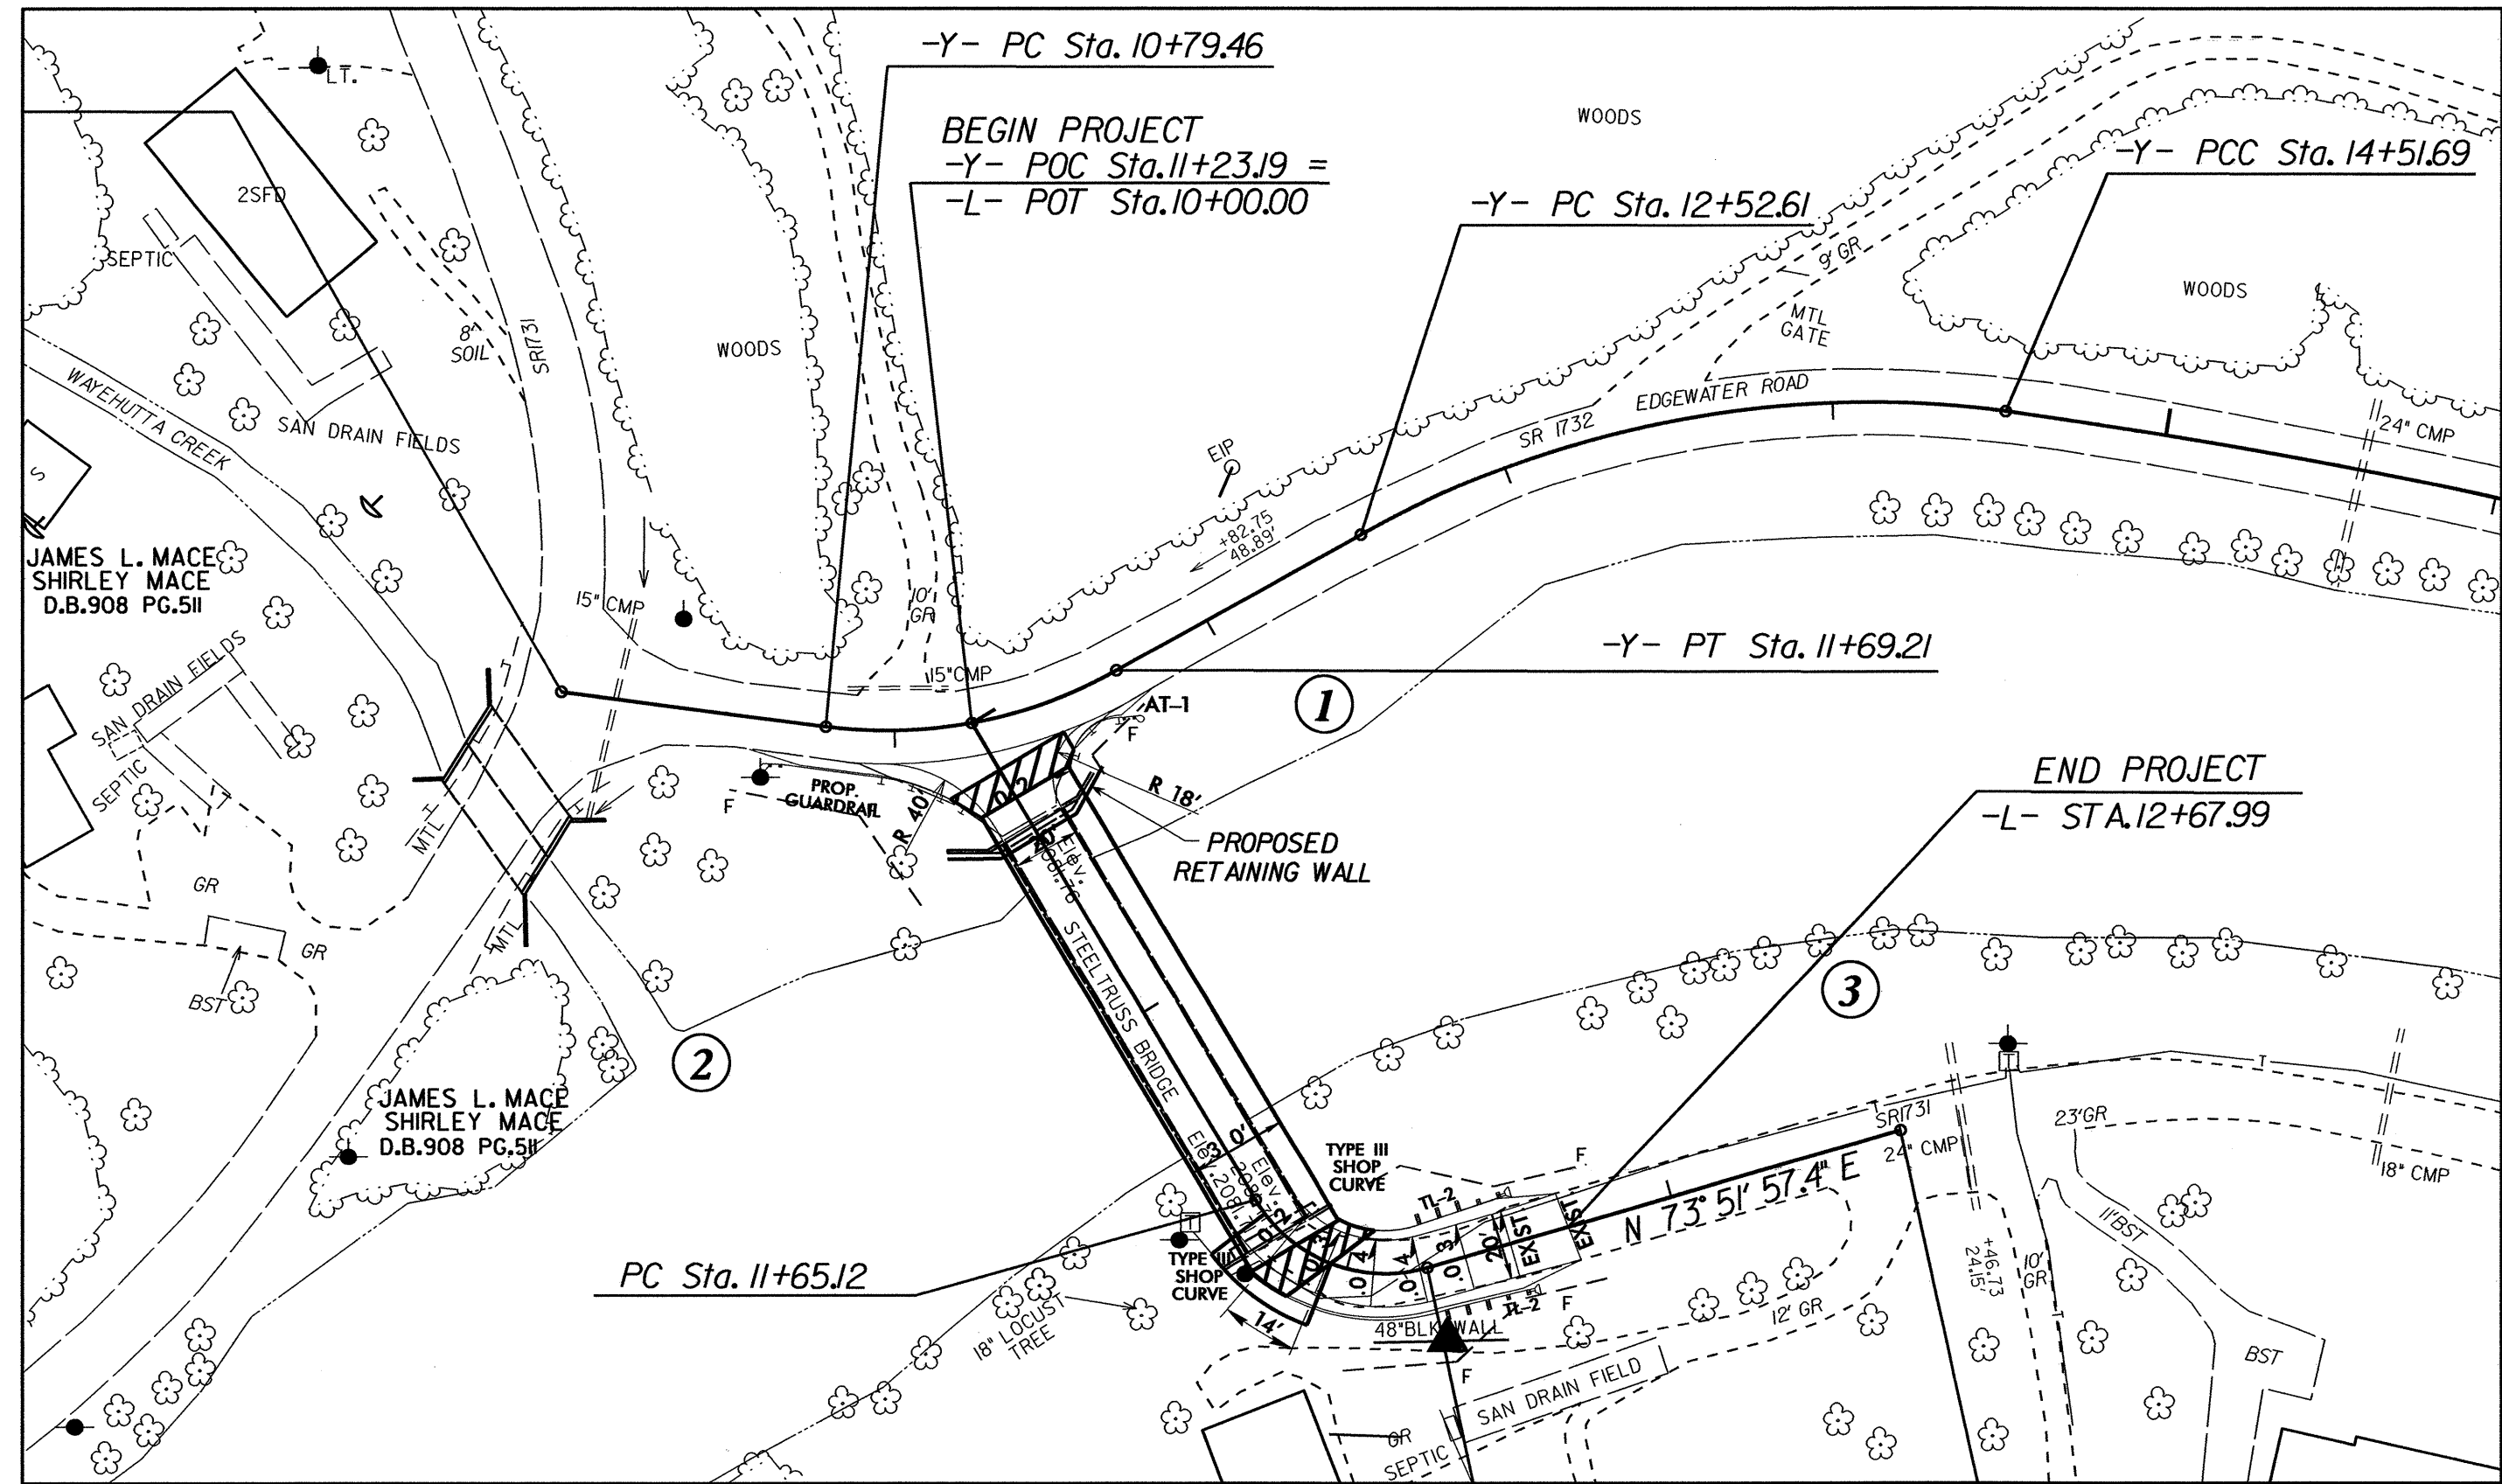 -Y- PC Sta. 10+79.46
BEGIN PROJECT
-Y- POC Sta.11+23.19 =
-L- POT Sta.10+00.00
WOODS
-Y- PCC Sta. 14+51.69
-Y- PC Sta. 12+52.61
LT.
2SFD
SEPTIC
8'
SOIL
SR1731
WOODS
9' GR
MTL
GATE
WOODS
WAYEHUTTA CREEK
SAN DRAIN FIELDS
EDGEWATER ROAD
SR 1732
24" CMP
EIP
S
+82.75
48.89'
JAMES L. MACE
SHIRLEY MACE
D.B.908 PG.511
15" CMP
10'
GR
-Y- PT Sta. 11+69.21
15"CMP
SAN DRAIN FIELDS
SEPTIC
AT-1
F
1
MTL
PROP.
GUARDRAIL
F
R 40'
R 18'
PROPOSED
RETAINING WALL
END PROJECT
-L- STA.12+67.99
GR
MTL
GR
BST
Elev.
STEEL TRUSS BRIDGE
3
2
JAMES L. MACE
SHIRLEY MACE
D.B.908 PG.511
TYPE III
SHOP
CURVE
F
SR1731
24" CMP
23'GR
T
18" CMP
TL-2
N 73° 51' 57.4" E
EXIST
EXIST
20'
.03
.04
.04
T
T
11'BST
+46.73
24.15'
10'
GR
PC Sta. 11+65.12
TYPE III
SHOP
CURVE
14'
TL-2
F
48"BLK WALL
12' GR
18" LOCUST
TREE
F
SAN DRAIN FIELD
GR
SEPTIC
BST